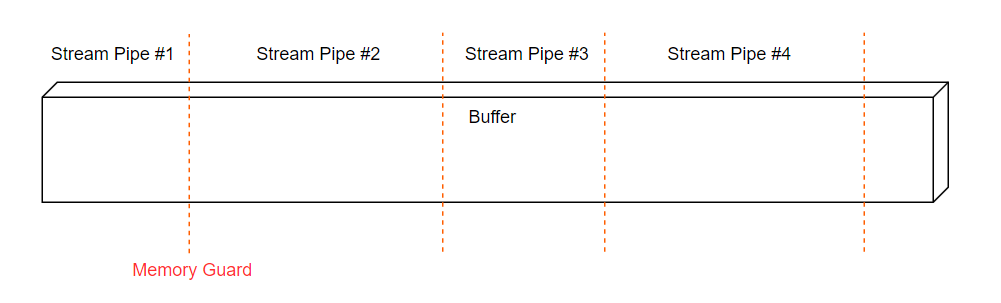 Stream Pipe #1
Stream Pipe #2
Stream Pipe #3
Stream Pipe #4
Buffer
Memory Guard